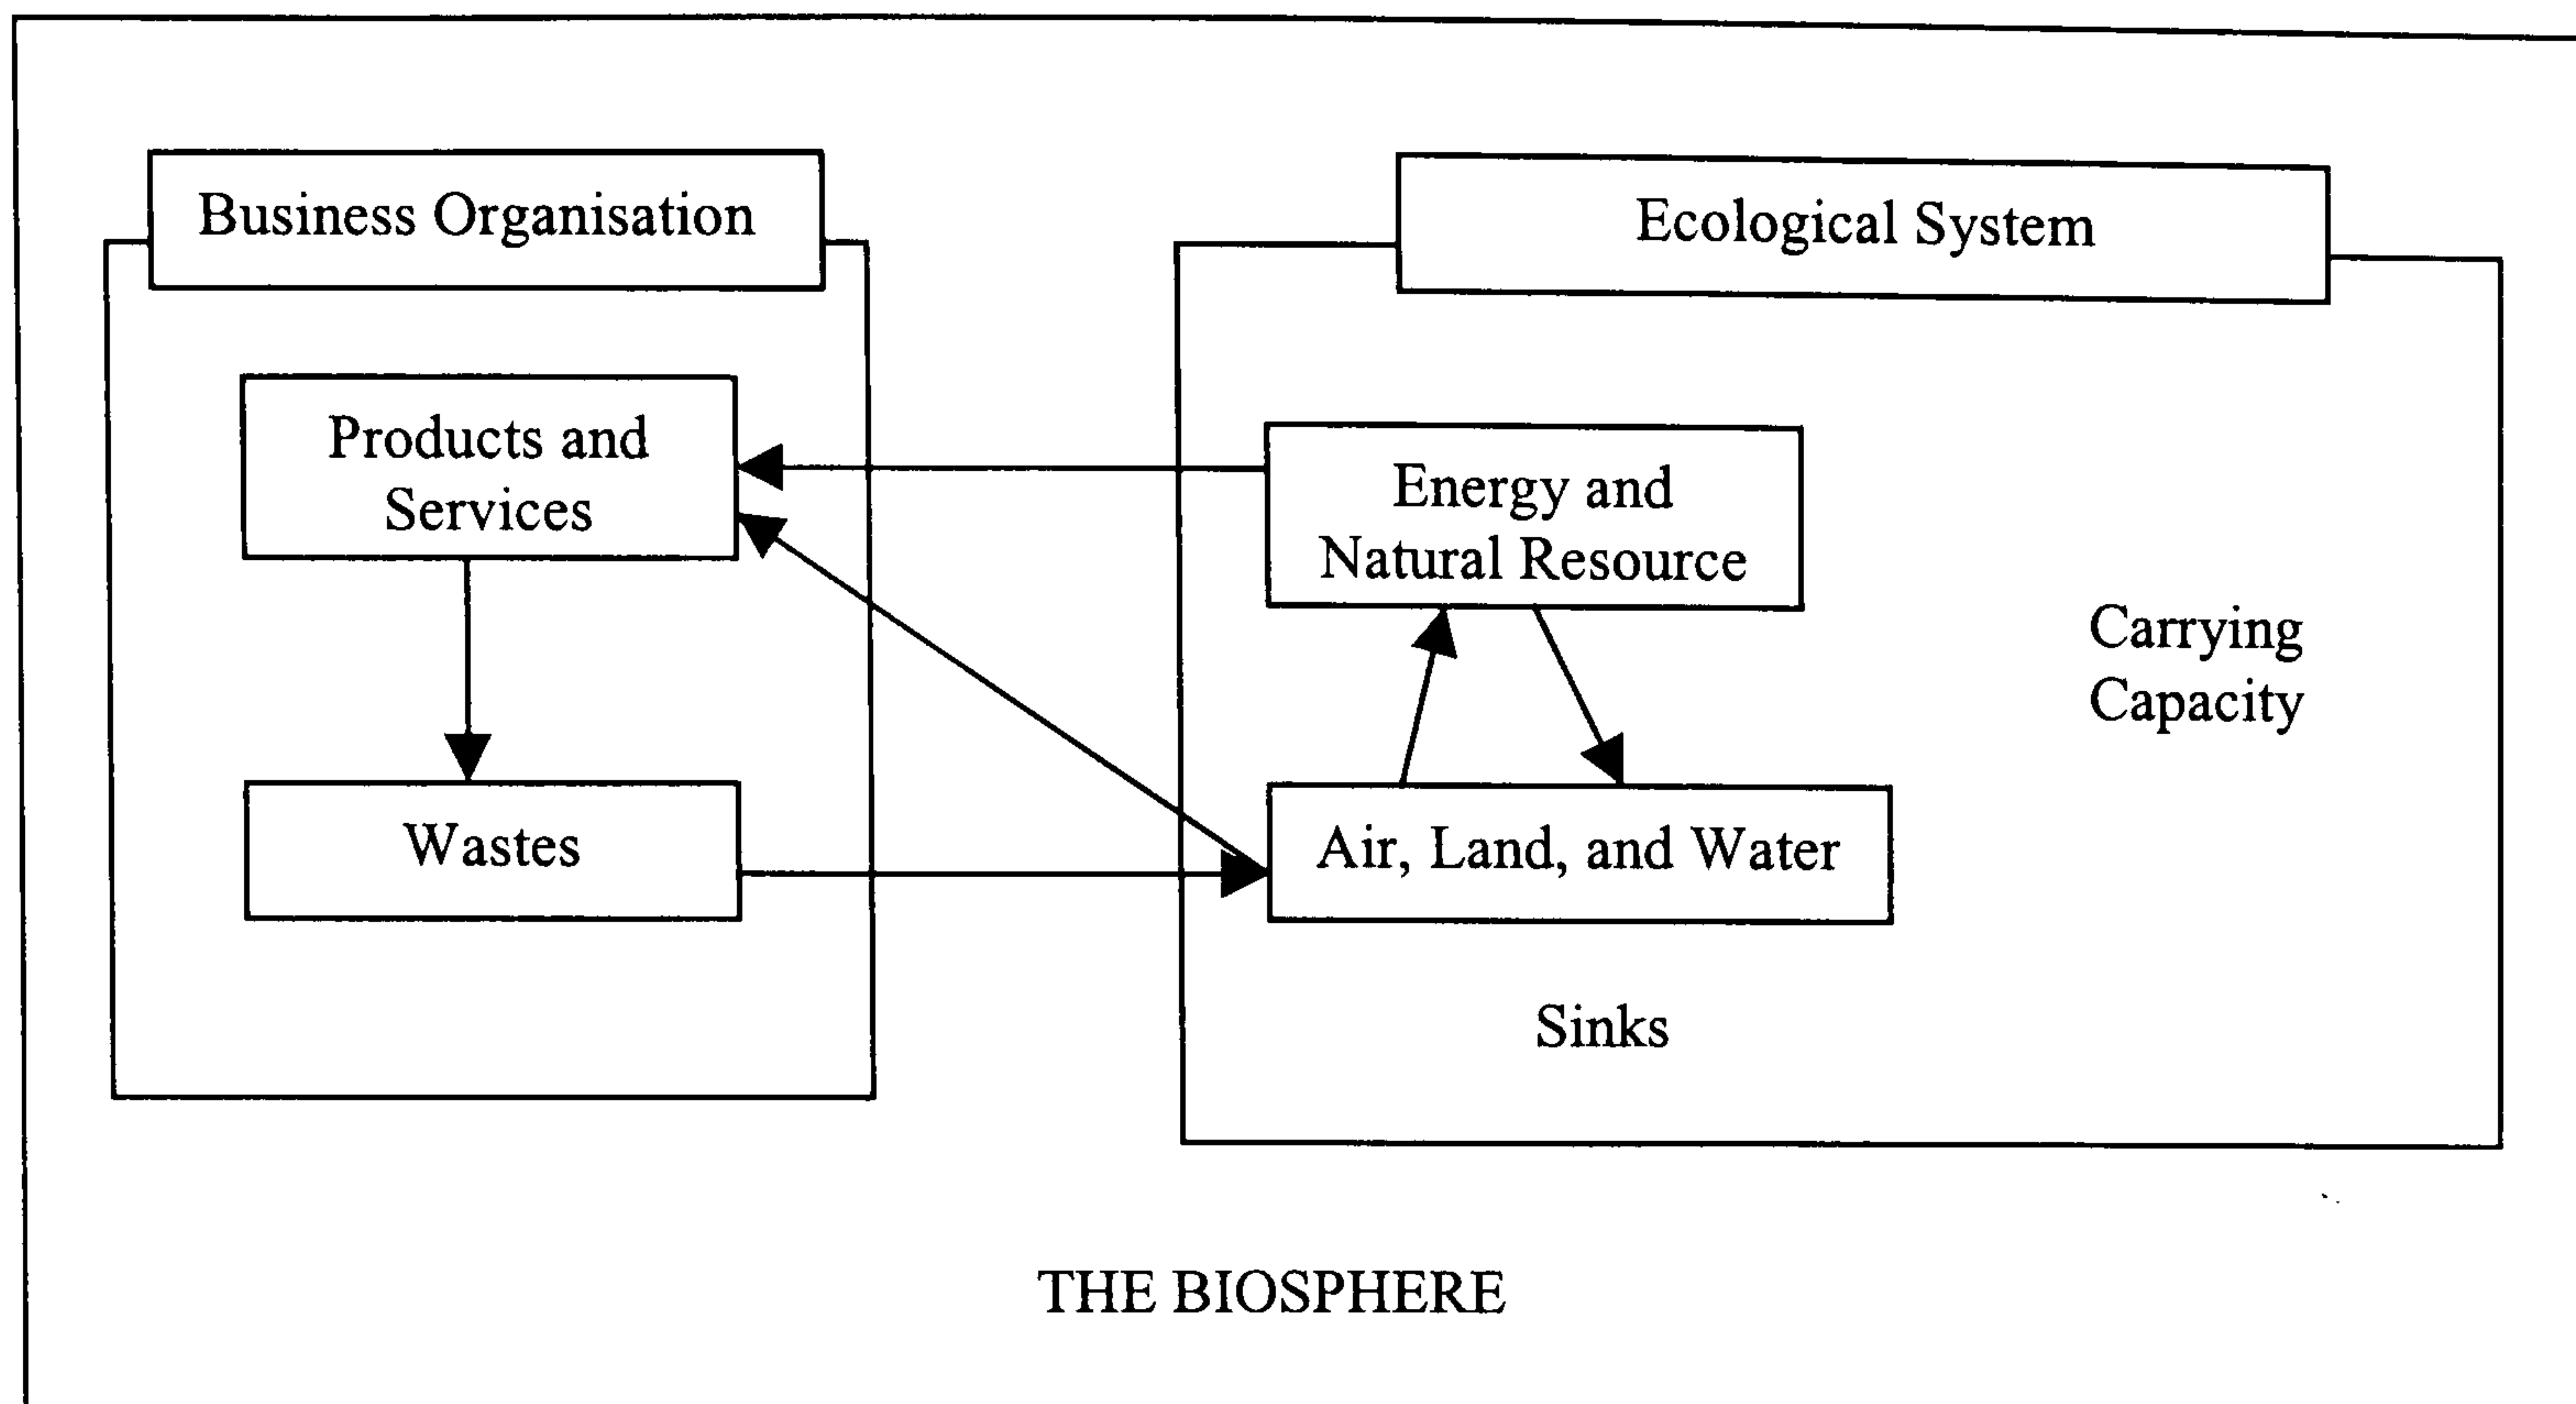 Business Organisation
Ecological System
Products and
Services
Energy and
Natural Resource
Carrying
Capacity
Wastes
Air, Land, and Water
Sinks
THE BIOSPHERE